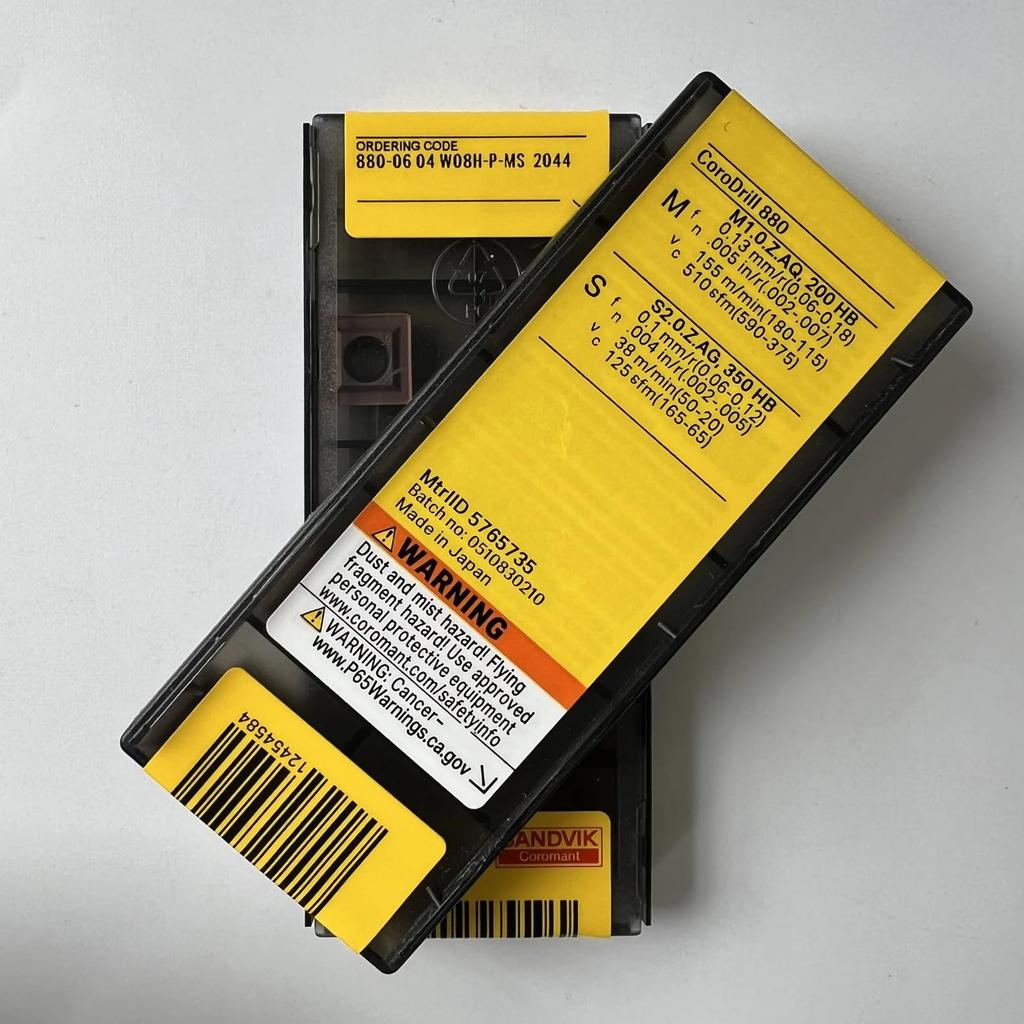 ORDERING CODE
880-06 04 W08H-P-MS 2044
CoroDrill 880
M M1.0.Z.AQ, 200 HB
fn 0.13 mm/r(0.06-0.18)
.005 in/r(.002-.007)
vc 155 m/min(180-115)
510 sfm(590-375)
S S2.0.Z.AG, 350 HB
fn 0.1 mm/r(0.06-0.12)
.004 in/r(.002-.005)
vc 38 m/min(50-20)
125 sfm(165-65)
MtrlID 5765735
Batch no: 0510830210
Made in Japan
WARNING
Dust and mist hazard! Flying
fragment hazard! Use approved
personal protective equipment
www.coromant.com/safetyinfo
WARNING: Cancer–
www.P65Warnings.ca.gov
12454584
SANDVIK
Coromant